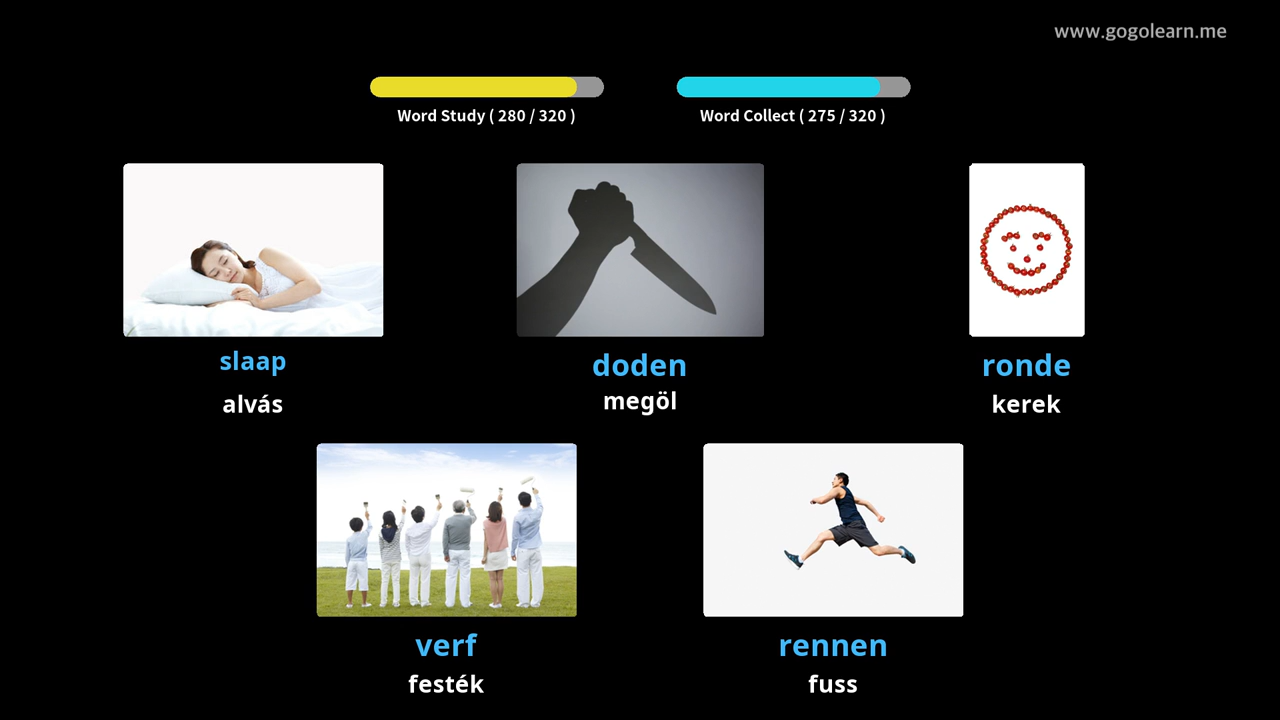 www.gogolearn.me
Word Study ( 280 / 320 )
Word Collect ( 275 / 320 )
slaap
alvás
doden
megöl
ronde
kerek
verf
festék
rennen
fuss